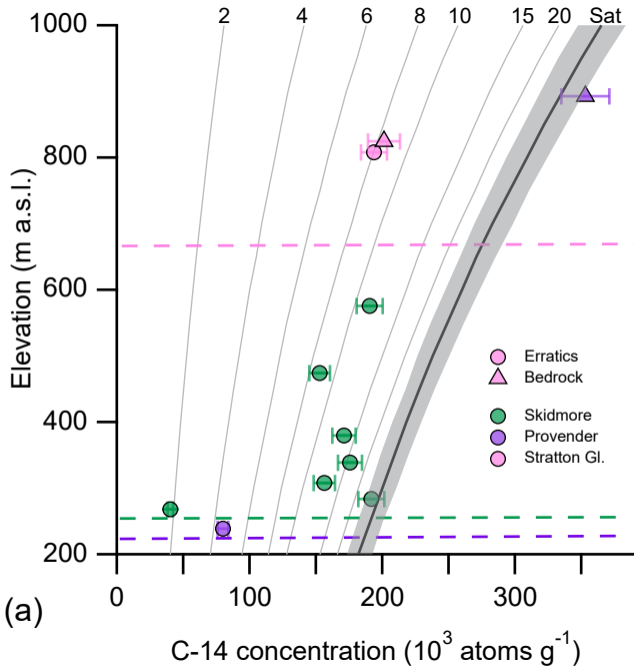 2 4 6 8 10 15 20 Sat
1000
800
600
400
200
Elevation (m a.s.l.)
Erratics
Bedrock
Skidmore
Provender
Stratton Gl.
0 100 200 300
(a)
C-14 concentration (10³ atoms g⁻¹)